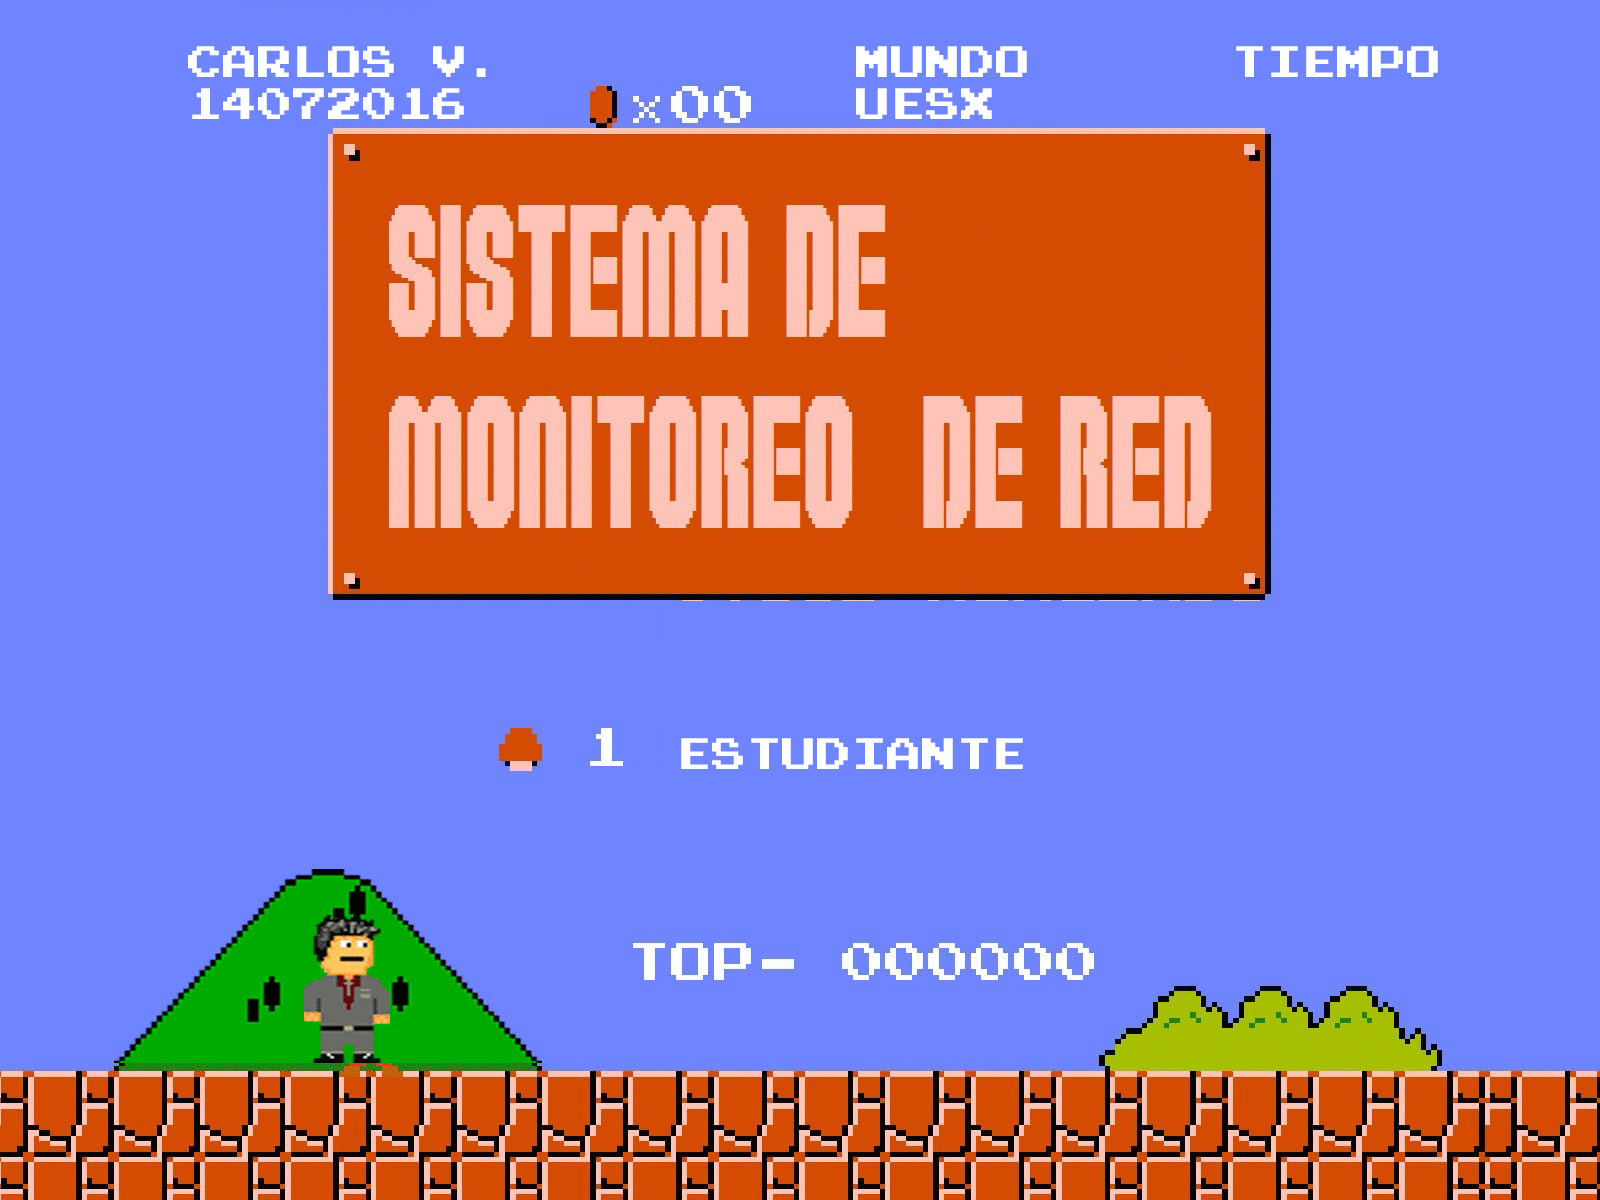 CARLOS V.
MUNDO
TIEMPO
14072016
x00
UESX
SISTEMA DE
MONITOREO DE RED
1 ESTUDIANTE
TOP- 000000